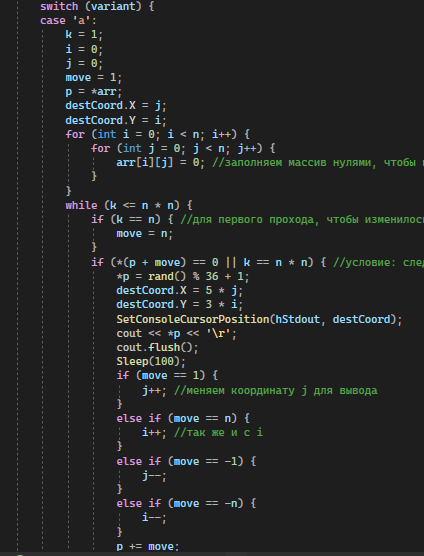 switch (variant) {
case 'a':
k = 1;
i = 0;
j = 0;
move = 1;
p = *arr;
destCoord.X = j;
destCoord.Y = i;
for (int i = 0; i < n; i++) {
for (int j = 0; j < n; j++) {
arr[i][j] = 0; //заполняем массив нулями, чтобы
}
}
while (k <= n * n) {
if (k == n) { //для первого прохода, чтобы изменилос
move = n;
}
if (*(p + move) == 0 || k == n * n) { //условие: сле
*p = rand() % 36 + 1;
destCoord.X = 5 * j;
destCoord.Y = 3 * i;
SetConsoleCursorPosition(hStdout, destCoord);
cout << *p << '\r';
cout.flush();
Sleep(100);
if (move == 1) {
j++; //меняем координату j для вывода
}
else if (move == n) {
i++; //так же и с i
}
else if (move == -1) {
j--;
}
else if (move == -n) {
i--;
}
p += move;